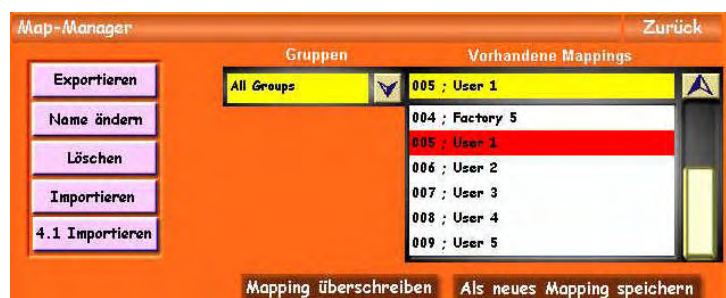 Map-Manager Zurück
Gruppen Vorhandene Mappings
Exportieren
Name ändern
Löschen
Importieren
4.1 Importieren
All Groups
005 ; User 1
004 ; Factory 5
005 ; User 1
006 ; User 2
007 ; User 3
008 ; User 4
009 ; User 5
Mapping überschreiben Als neues Mapping speichern